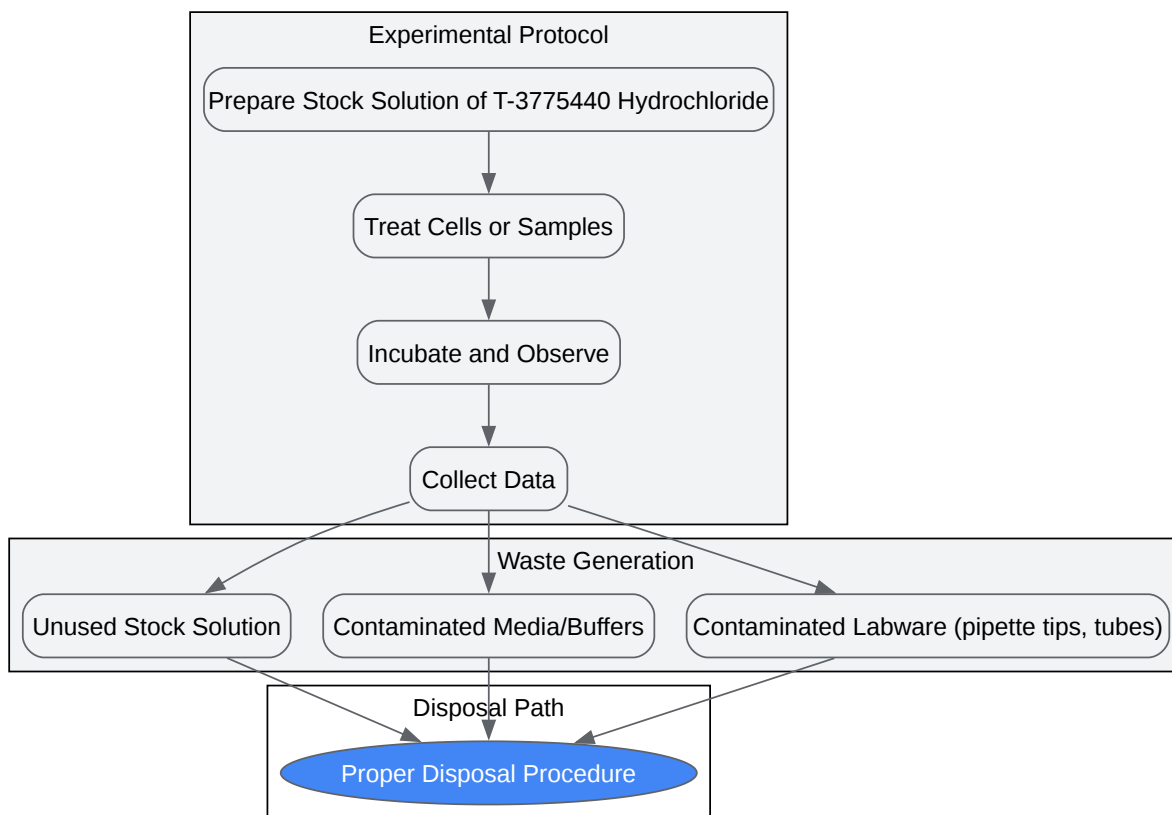 Experimental Protocol
Prepare Stock Solution of T-3775440 Hydrochloride
Treat Cells or Samples
Incubate and Observe
Collect Data
Waste Generation
Unused Stock Solution
Contaminated Media/Buffers
Contaminated Labware (pipette tips, tubes)
Disposal Path
Proper Disposal Procedure